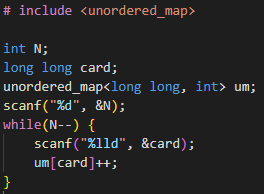 # include <unordered_map>

int N;
long long card;
unordered_map<long long, int> um;
scanf("%d", &N);
while(N--) {
    scanf("%lld", &card);
    um[card]++;
}